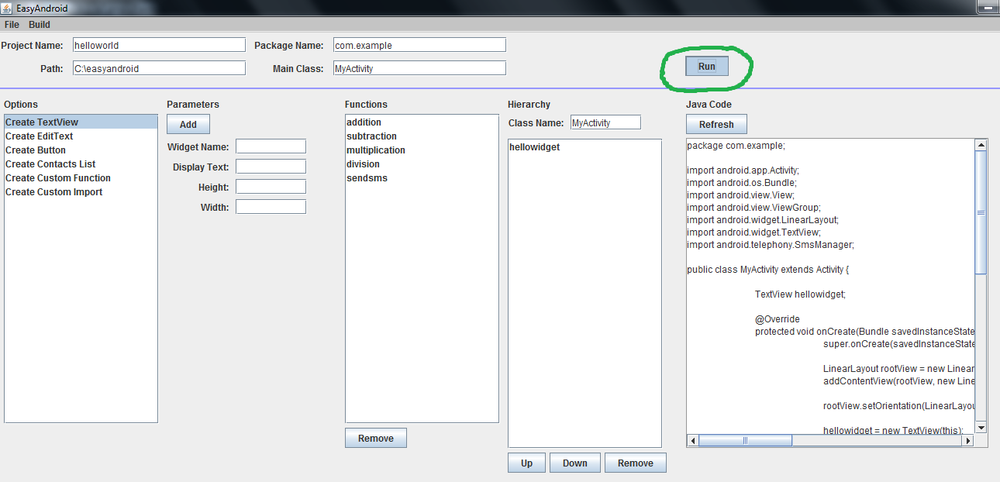 EasyAndroid
File Build
Project Name: helloworld Package Name: com.example
Path: C:\easyandroid Main Class: MyActivity
Run
Options
Create TextView
Create EditText
Create Button
Create Contacts List
Create Custom Function
Create Custom Import
Parameters
Add
Widget Name:
Display Text:
Height:
Width:
Functions
addition
subtraction
multiplication
division
sendsms
Remove
Hierarchy
Class Name: MyActivity
hellowidget
Up Down Remove
Java Code
Refresh
package com.example;
import android.app.Activity;
import android.os.Bundle;
import android.view.View;
import android.view.ViewGroup;
import android.widget.LinearLayout;
import android.widget.TextView;
import android.telephony.SmsManager;
public class MyActivity extends Activity {
TextView hellowidget;
@Override
protected void onCreate(Bundle savedInstanceState
super.onCreate(savedInstanceState
LinearLayout rootView = new Linear
addContentView(rootView, new Line
rootView.setOrientation(LinearLayou
hellowidget = new TextView(this);